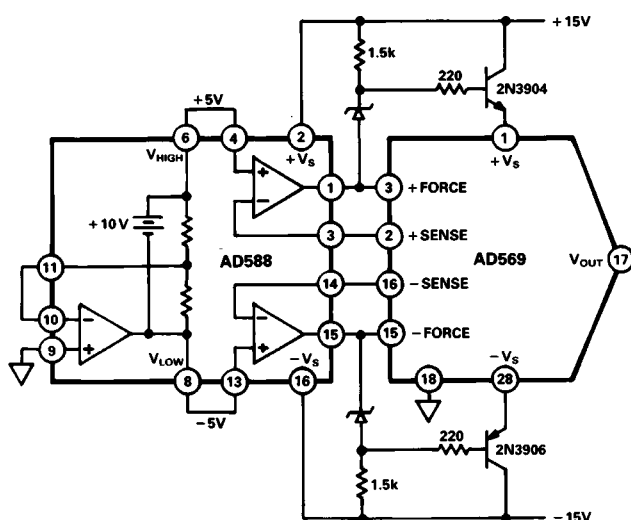 +15V
1.5k
220
2N3904
+5V
6
4
2
1
V_HIGH
+V_S
+V_S
+
−
1
3
+ FORCE
+10 V
3
2
+ SENSE
11
AD588
AD569
V_OUT
17
14
16
− SENSE
10
−
−
15
15
− FORCE
9
+
+
V_LOW
−V_S
−V_S
8
13
16
18
28
−5V
220
2N3906
1.5k
−15V